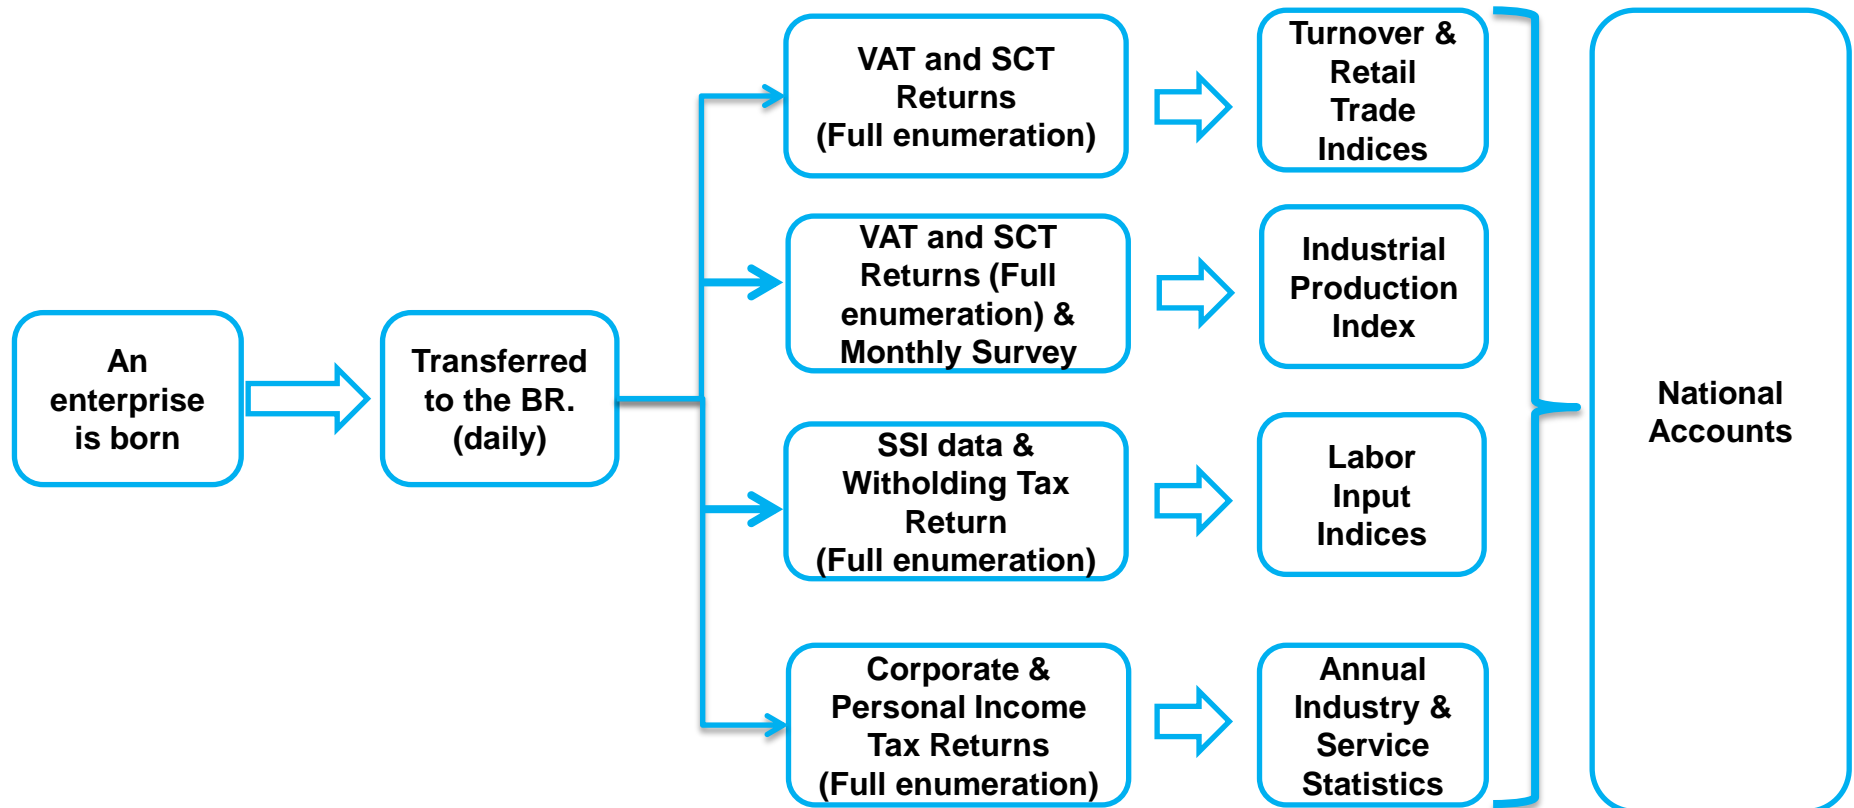 An
enterprise
is born
Transferred
to the BR.
(daily)
VAT and SCT
Returns
(Full enumeration)
Turnover &
Retail
Trade
Indices
VAT and SCT
Returns (Full
enumeration) &
Monthly Survey
Industrial
Production
Index
SSI data &
Witholding Tax
Return
(Full enumeration)
Labor
Input
Indices
Corporate &
Personal Income
Tax Returns
(Full enumeration)
Annual
Industry &
Service
Statistics
National
Accounts